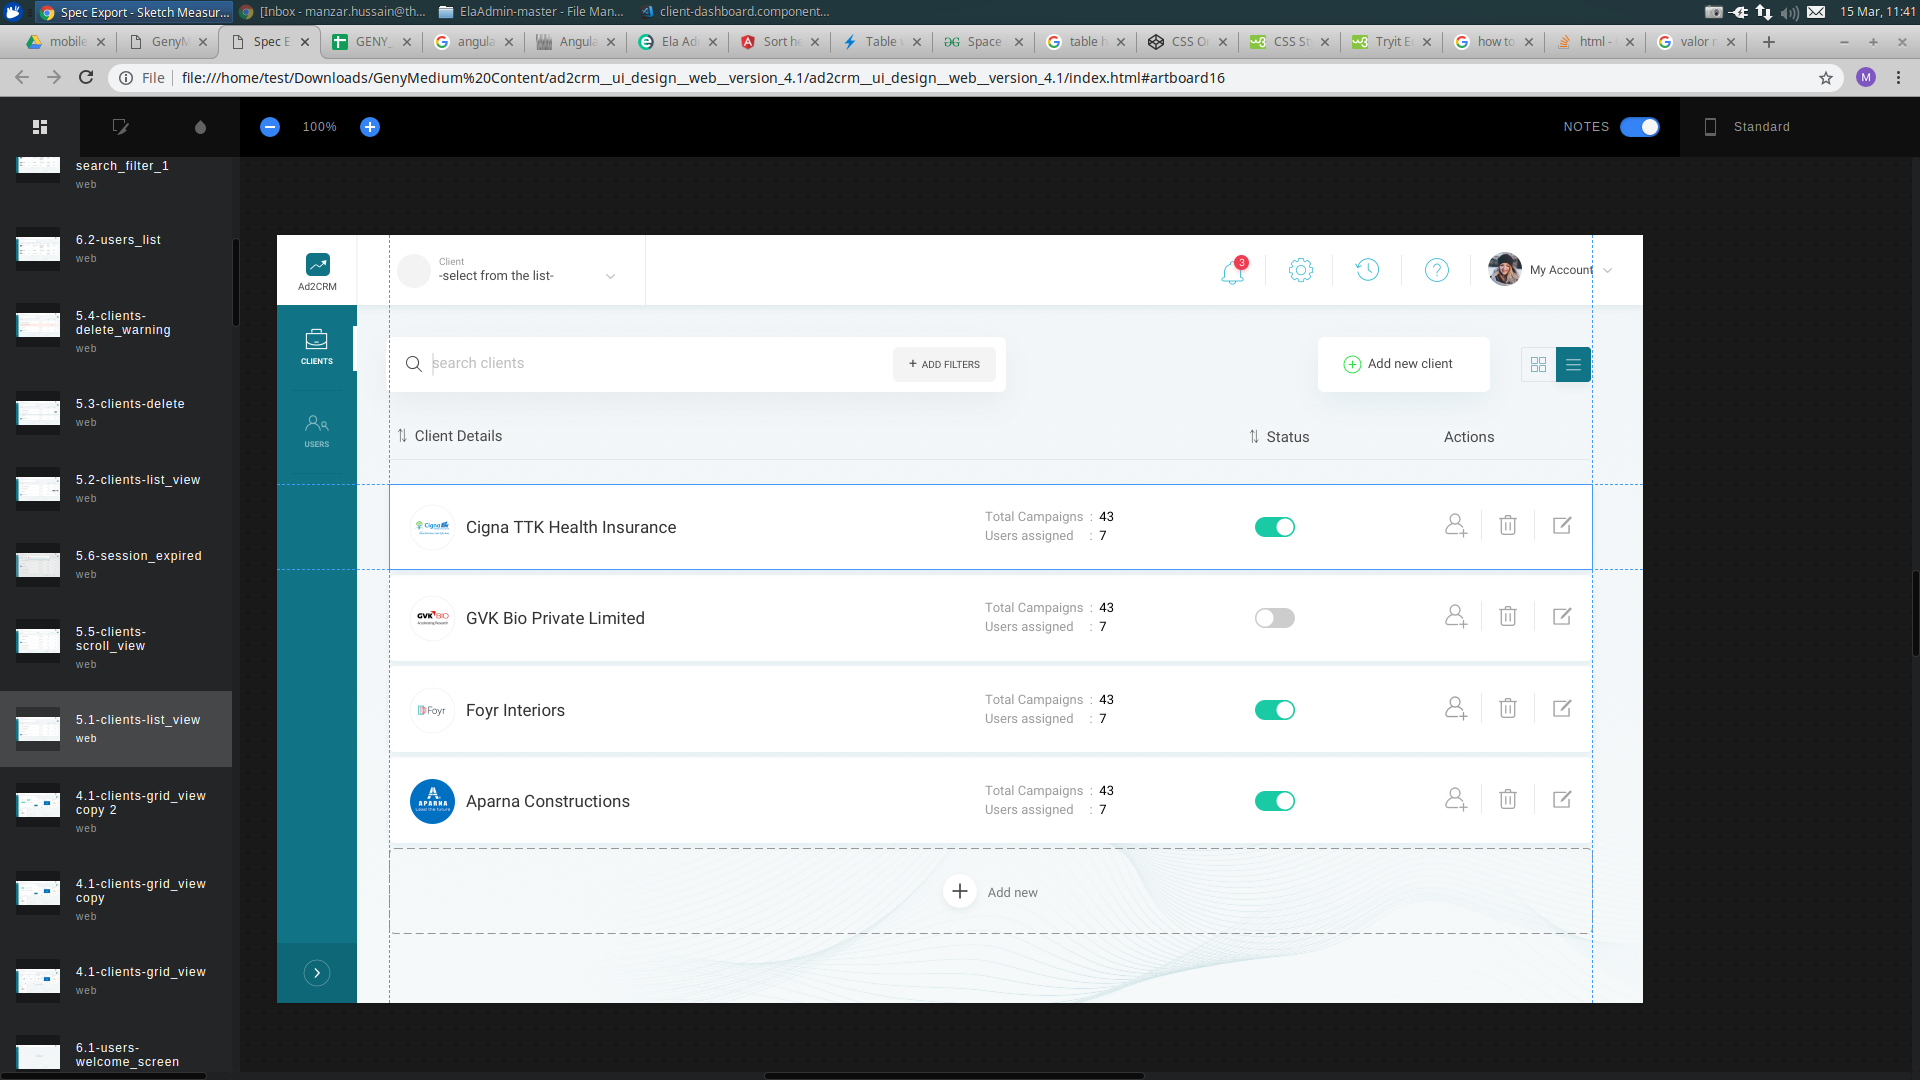 Spec Export - Sketch Measur...
[Inbox - manzar.hussain@th...
ElaAdmin-master - File Man...
client-dashboard.component...
15 Mar, 11:41
mobile
GenyM
Spec E
GENY_
angula
Angula
Ela Ad
Sort he
Table
Space
table h
CSS O
CSS St
Tryit E
how to
html -
valor r
File
file:///home/test/Downloads/GenyMedium%20Content/ad2crm__ui_design__web__version_4.1/ad2crm__ui_design__web__version_4.1/index.html#artboard16
M
100%
NOTES
Standard
search_filter_1
web
6.2-users_list
web
5.4-clients-
delete_warning
web
5.3-clients-delete
web
5.2-clients-list_view
web
5.6-session_expired
web
5.5-clients-
scroll_view
web
5.1-clients-list_view
web
4.1-clients-grid_view
copy 2
web
4.1-clients-grid_view
copy
web
4.1-clients-grid_view
web
6.1-users-
welcome_screen
Ad2CRM
Client
-select from the list-
3
My Account
CLIENTS
USERS
search clients
+ ADD FILTERS
Add new client
Client Details
Status
Actions
Cigna
Cigna TTK Health Insurance
Total Campaigns : 43
Users assigned : 7
GVK BIO
GVK Bio Private Limited
Total Campaigns : 43
Users assigned : 7
Foyr
Foyr Interiors
Total Campaigns : 43
Users assigned : 7
APARNA
Aparna Constructions
Total Campaigns : 43
Users assigned : 7
Add new